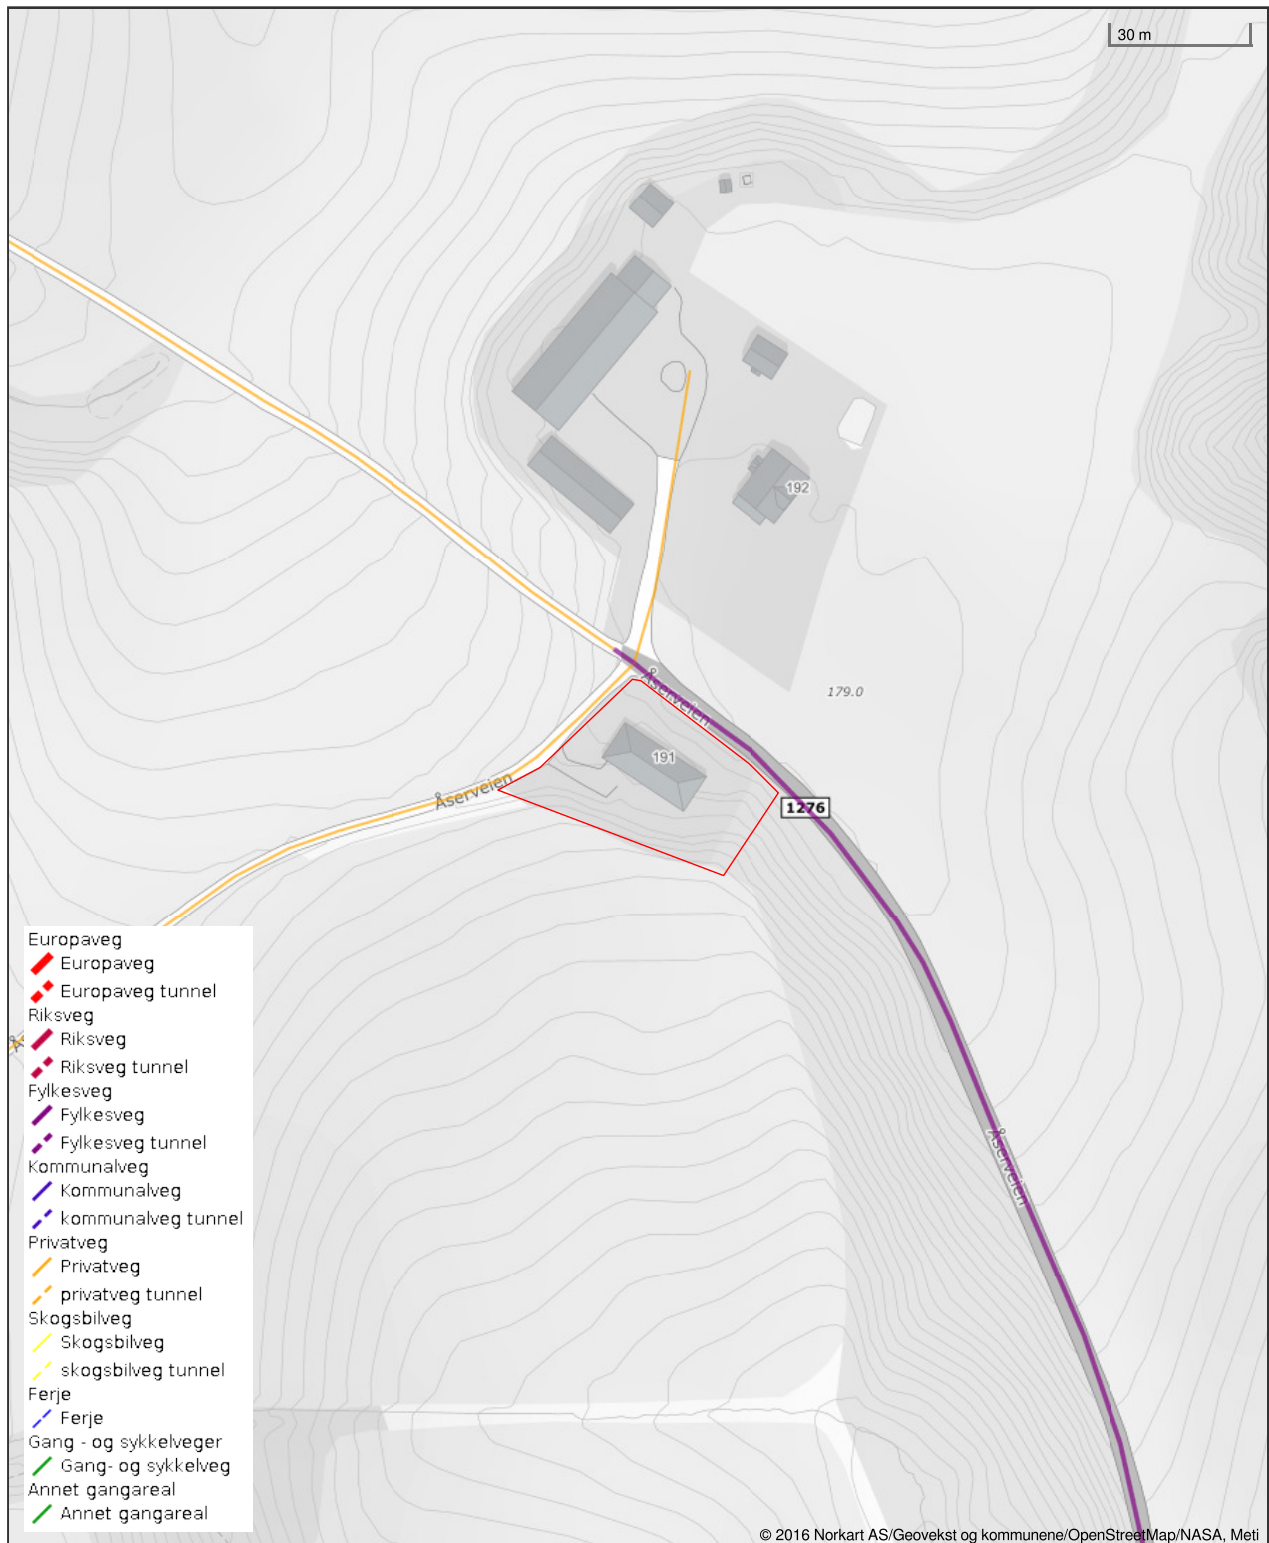 30 m
192
Åserveien
179.0
191
Åserveien
1276
Åserveien
Europaveg
Europaveg
Europaveg tunnel
Riksveg
Riksveg
Riksveg tunnel
Fylkesveg
Fylkesveg
Fylkesveg tunnel
Kommunalveg
Kommunalveg
kommunalveg tunnel
Privatveg
Privatveg
privatveg tunnel
Skogsbilveg
Skogsbilveg
skogsbilveg tunnel
Ferje
Ferje
Gang - og sykkelveger
Gang- og sykkelveg
Annet gangareal
Annet gangareal
© 2016 Norkart AS/Geovekst og kommunene/OpenStreetMap/NASA, Meti